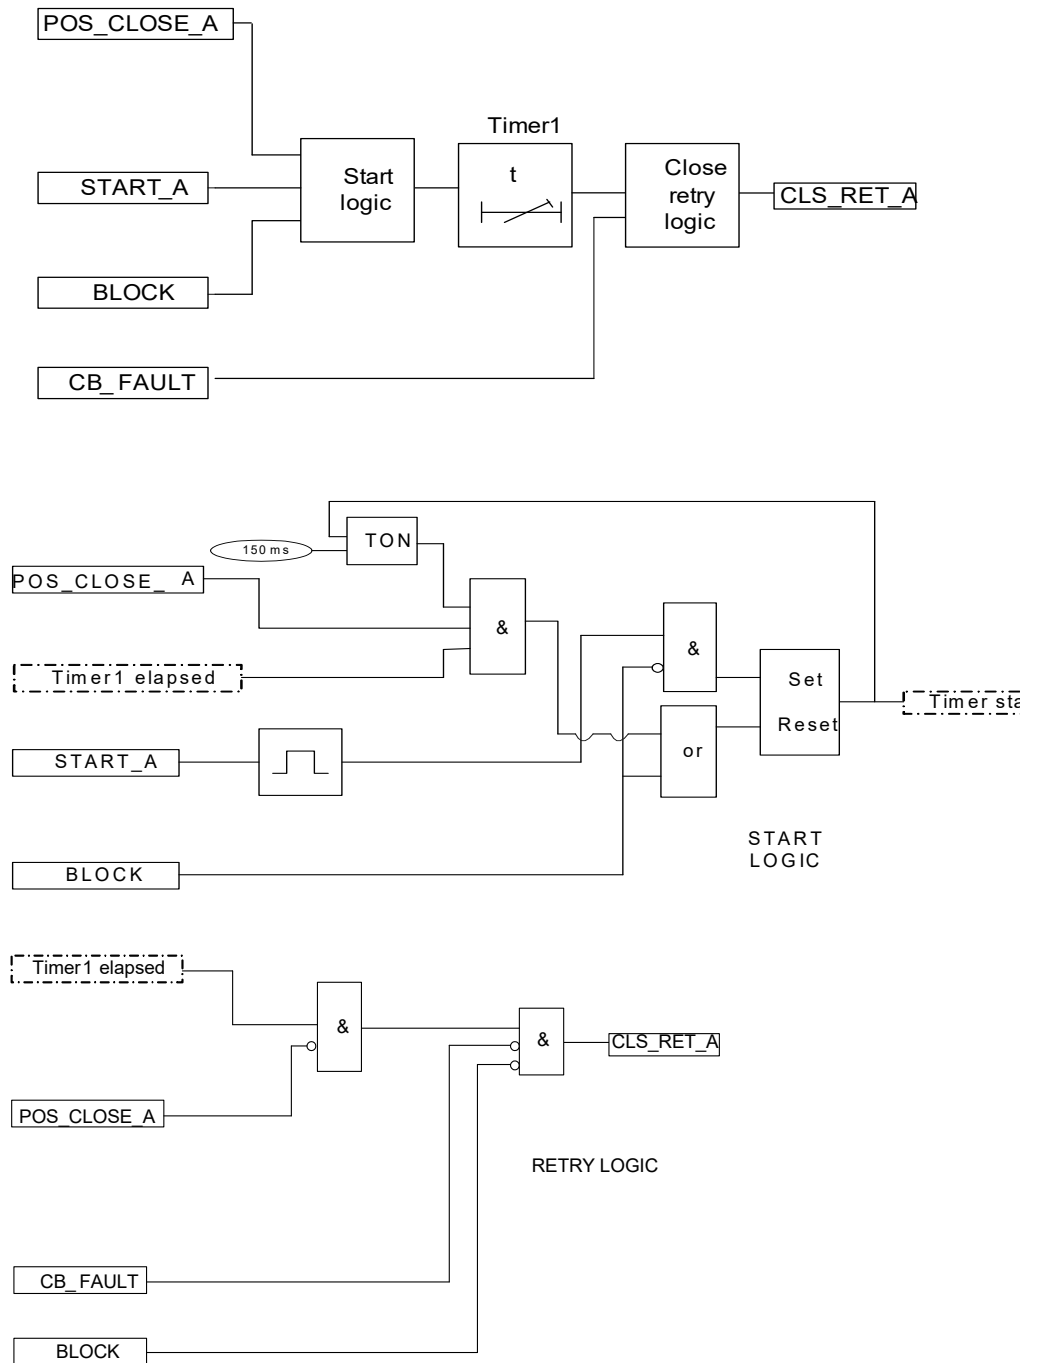 POS_CLOSE_A
Timer1
START_A
Start
logic
t
Close
retry
logic
CLS_RET_A
BLOCK
CB_FAULT
150 ms
TON
POS_CLOSE_ A
&
&
Timer1 elapsed
Set
Reset
Timer sta
START_A
or
START
LOGIC
BLOCK
Timer1 elapsed
&
&
CLS_RET_A
POS_CLOSE_A
RETRY LOGIC
CB_FAULT
BLOCK